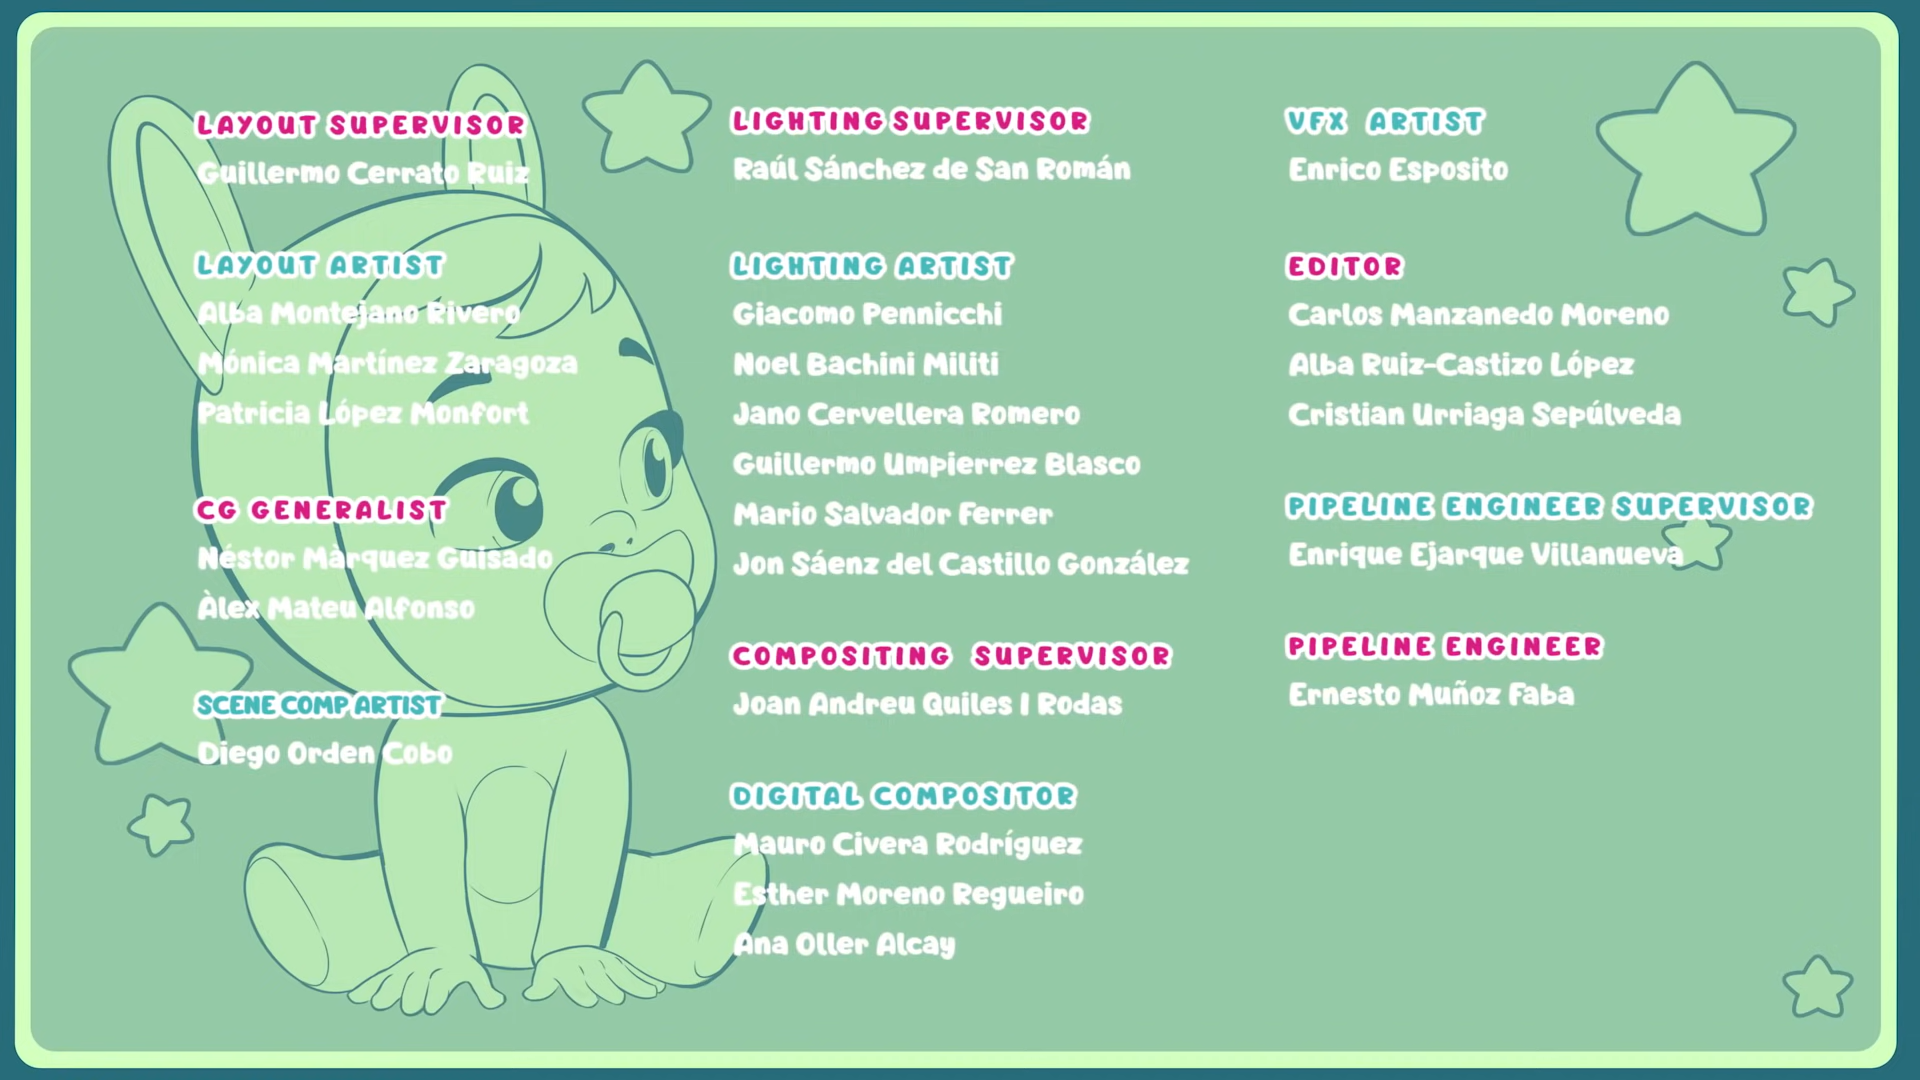 LAYOUT SUPERVISOR
Guillermo Cerrato Ruiz
LAYOUT ARTIST
Alba Montejano Rivero
Mónica Martínez Zaragoza
Patricia López Monfort
CG GENERALIST
Néstor Màrquez Guisado
Àlex Mateu Alfonso
SCENE COMP ARTIST
Diego Orden Cobo
LIGHTING SUPERVISOR
Raúl Sánchez de San Román
LIGHTING ARTIST
Giacomo Pennicchi
Noel Bachini Militi
Jano Cervellera Romero
Guillermo Umpierrez Blasco
Mario Salvador Ferrer
Jon Sáenz del Castillo González
COMPOSITING SUPERVISOR
Joan Andreu Quiles I Rodas
DIGITAL COMPOSITOR
Mauro Civera Rodríguez
Esther Moreno Regueiro
Ana Oller Alcay
VFX ARTIST
Enrico Esposito
EDITOR
Carlos Manzanedo Moreno
Alba Ruiz-Castizo López
Cristian Urriaga Sepúlveda
PIPELINE ENGINEER SUPERVISOR
Enrique Ejarque Villanueva
PIPELINE ENGINEER
Ernesto Muñoz Faba